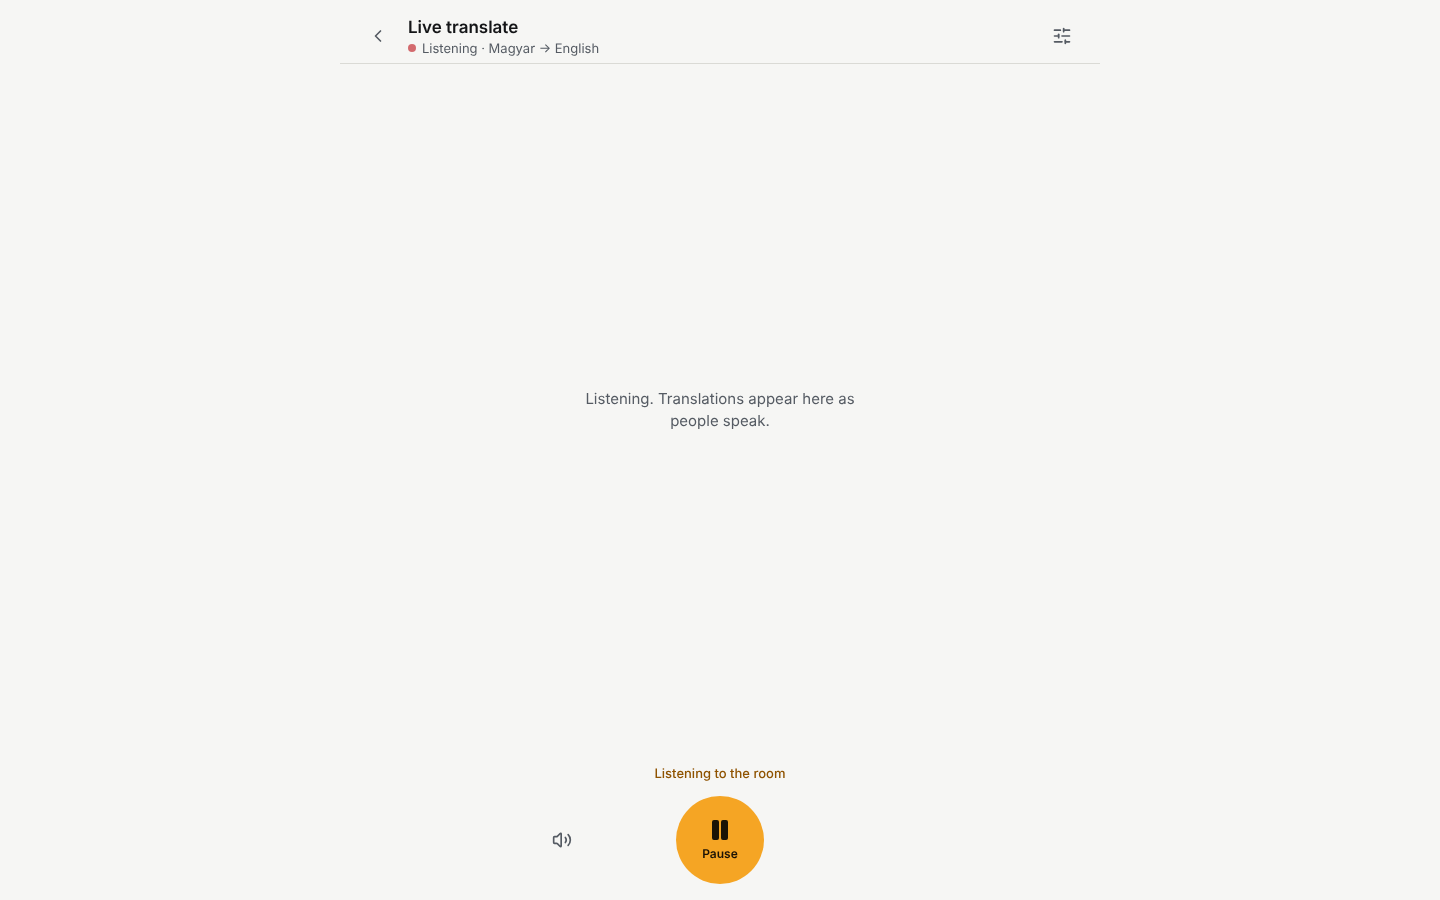 Live translate
Listening · Magyar → English
Listening. Translations appear here as
people speak.
Listening to the room
Pause